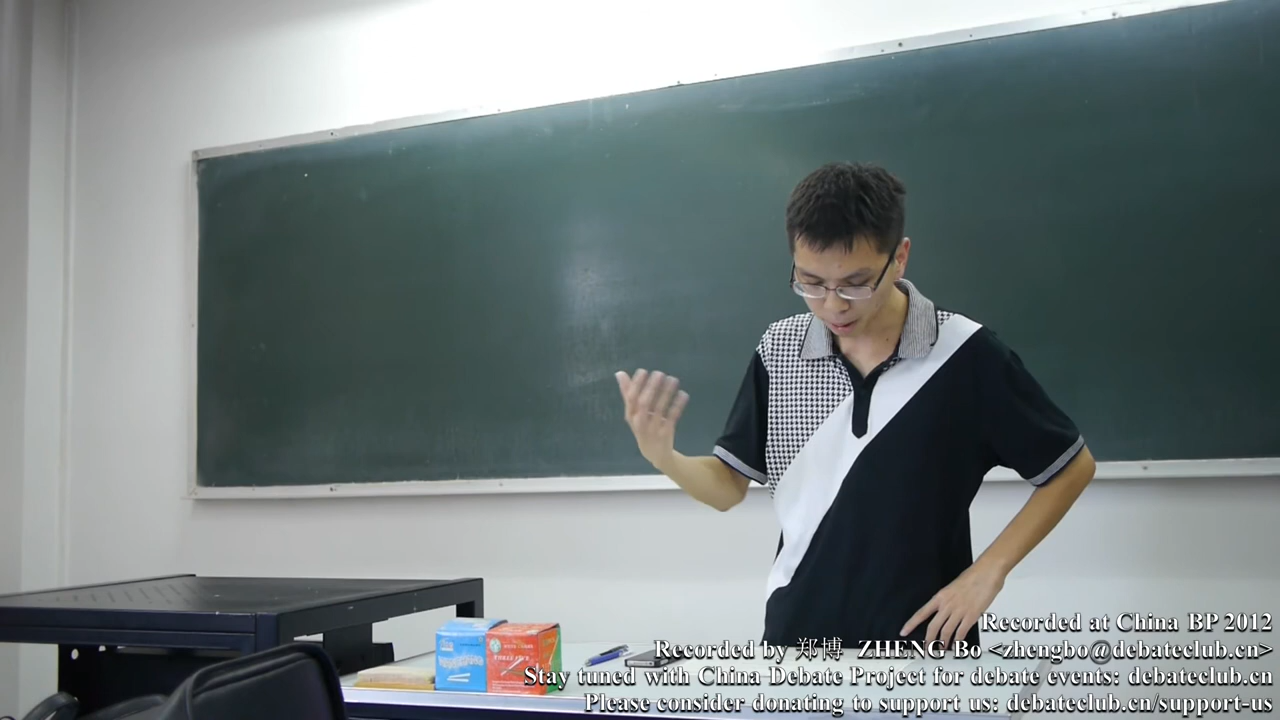 Recorded at China BP 2012
Recorded by 郑博 ZHENG Bo <zhengbo@debateclub.cn>
Stay tuned with China Debate Project for debate events: debateclub.cn
Please consider donating to support us: debateclub.cn/support-us